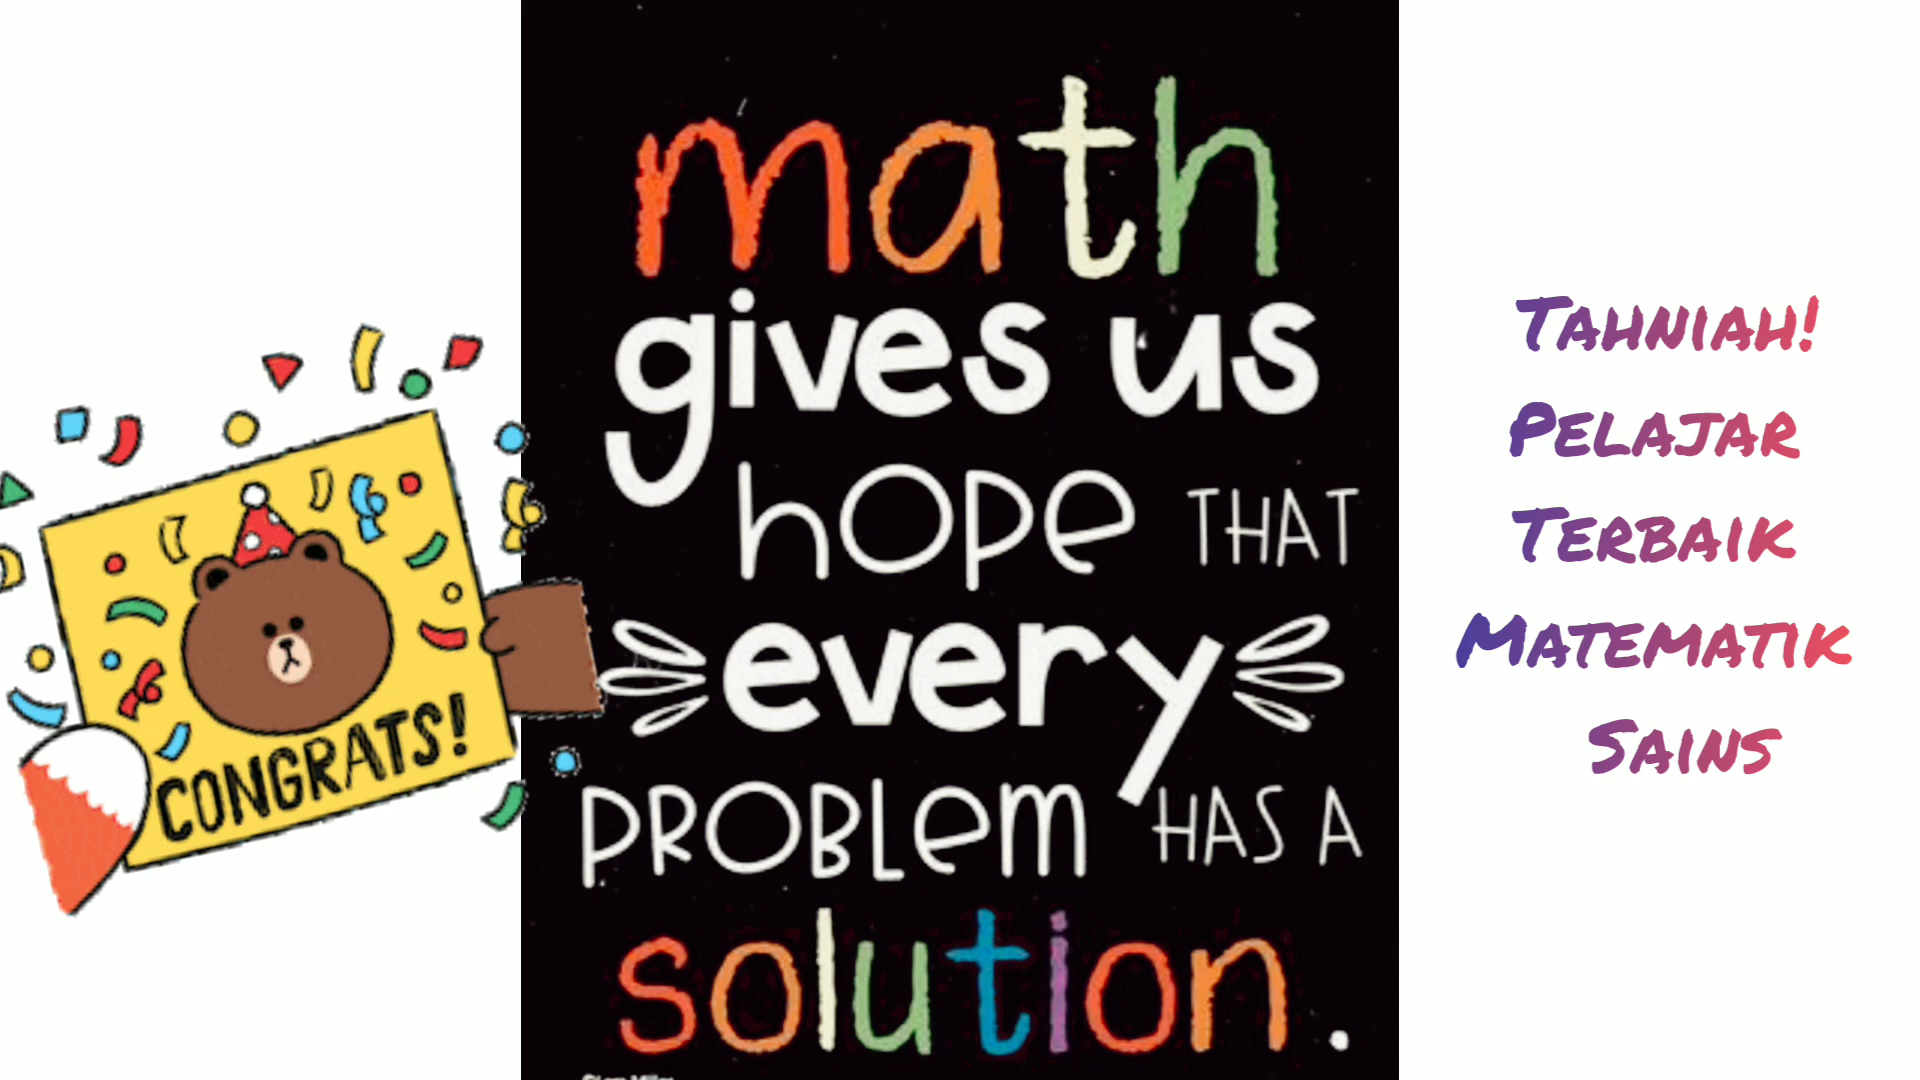 CONGRATS!
math
gives us
hope THAT
every
PROBLem HAS A
solution.
Tahniah!
Pelajar
Terbaik
Matematik
Sains